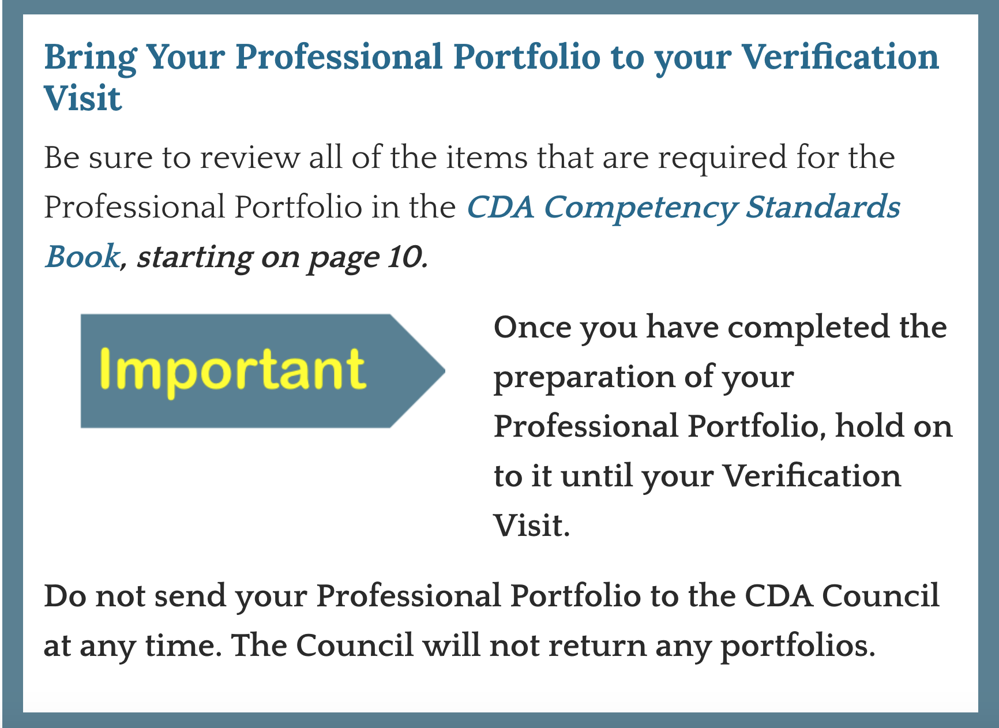 Bring Your Professional Portfolio to your Verification
Visit
Be sure to review all of the items that are required for the
Professional Portfolio in the CDA Competency Standards
Book, starting on page 10.
Important
Once you have completed the
preparation of your
Professional Portfolio, hold on
to it until your Verification
Visit.
Do not send your Professional Portfolio to the CDA Council
at any time. The Council will not return any portfolios.